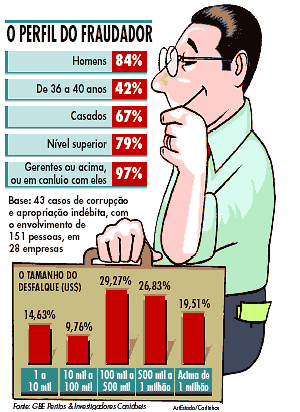 O PERFIL DO FRAUDADOR
Homens 84%
De 36 a 40 anos 42%
Casados 67%
Nível superior 79%
Gerentes ou acima,
ou em conluio com eles 97%
Base: 43 casos de corrupção
e apropriação indébita, com
o envolvimento de
151 pessoas, em
28 empresas
O TAMANHO DO
DESFALQUE (US$)
14,63% 9,76% 29,27% 26,83% 19,51%
1 a
10 mil
10 mil a
100 mil
100 mil a
500 mil
500 mil a
1 milhão
Acima de
1 milhão
Fonte: GBE Peritos & Investigadores Contábeis
ArtEstado/Carlinhos